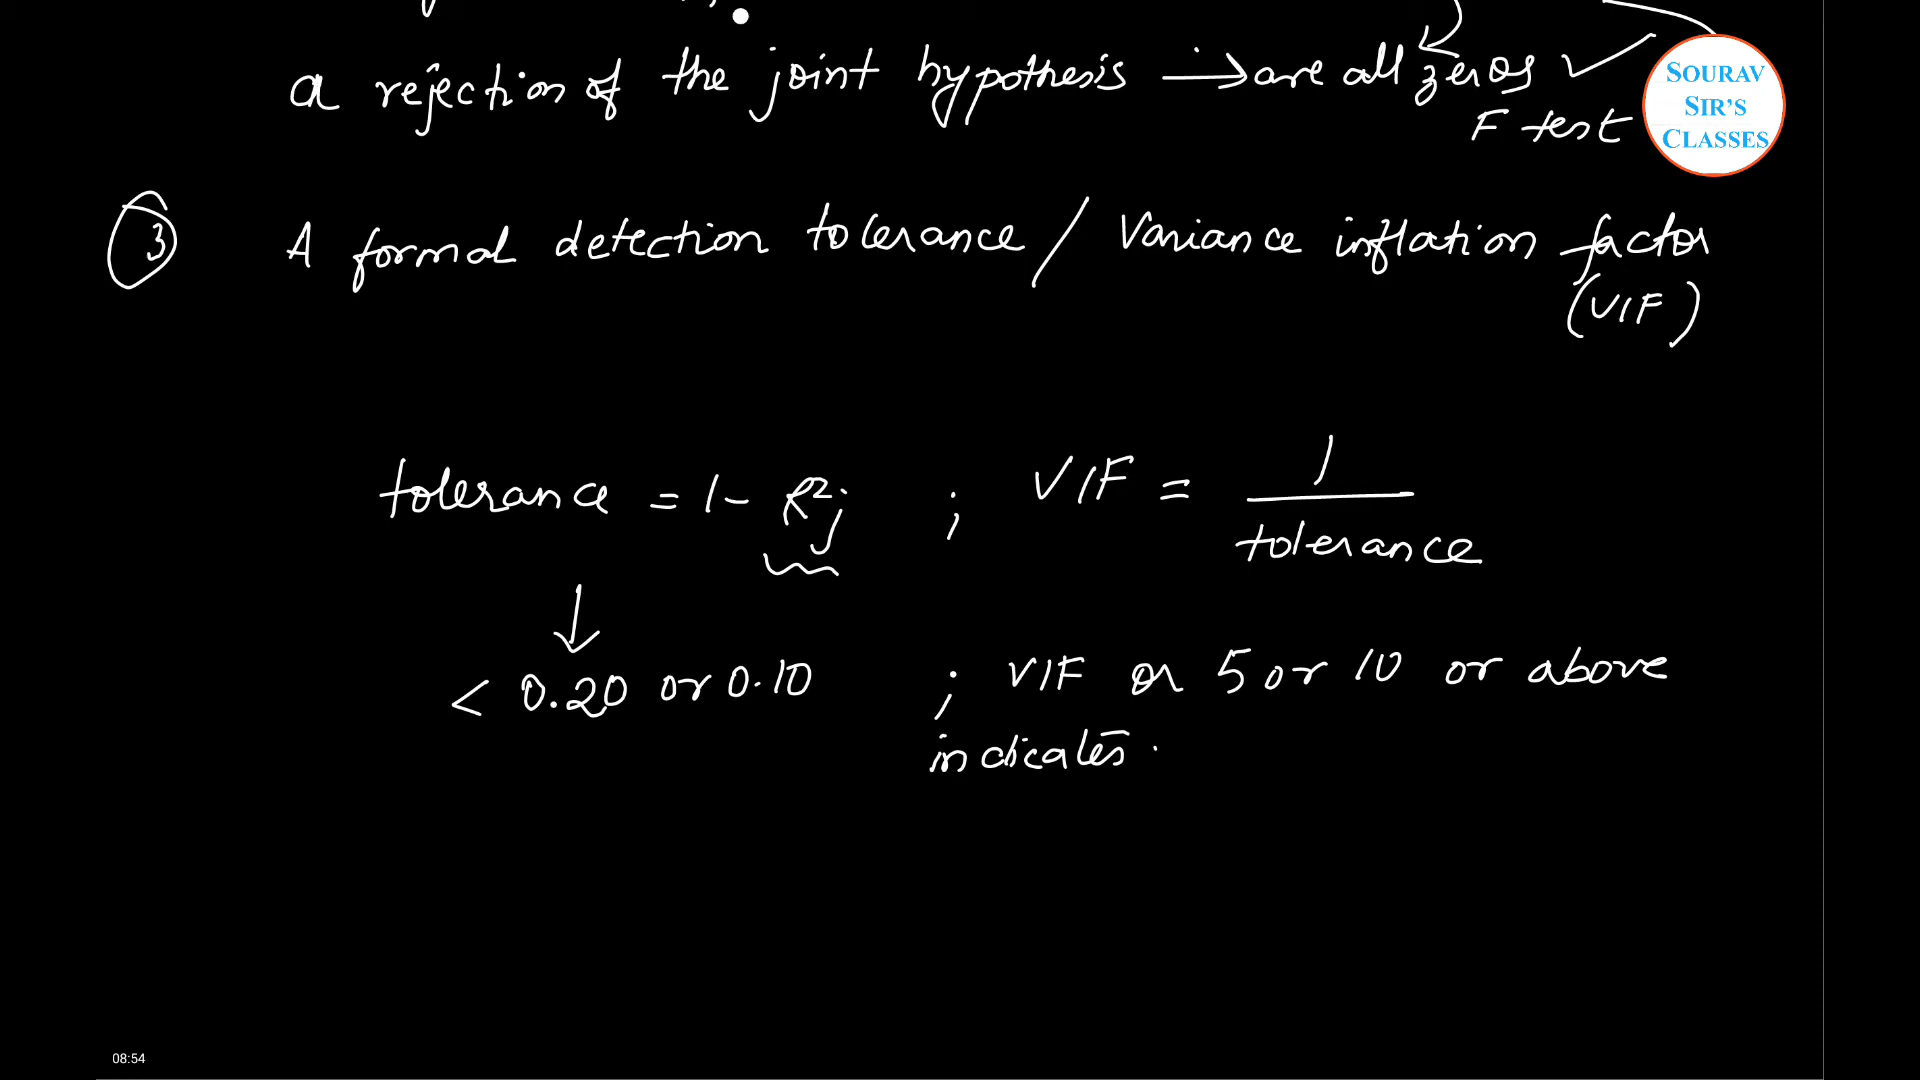 a rejection of the joint hypothesis → are all zeros ✓
F test
SOURAV
SIR'S
CLASSES
3 A formal detection tolerance / Variance inflation factor
(VIF)
tolerance = 1 - R²j ; VIF = 1 / tolerance
↓
< 0.20 or 0.10 ; VIF on 5 or 10 or above
indicates.
08:54